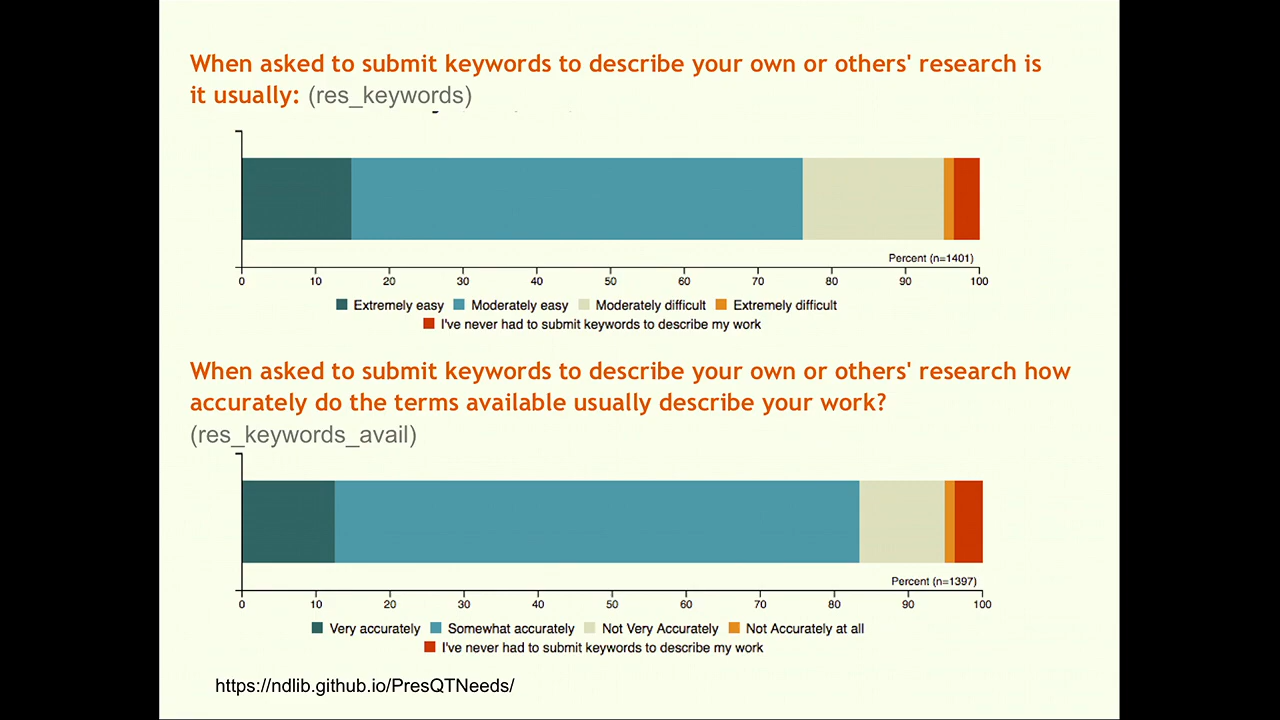 When asked to submit keywords to describe your own or others' research is
it usually: (res_keywords)
Percent (n=1401)
0 10 20 30 40 50 60 70 80 90 100
Extremely easy Moderately easy Moderately difficult Extremely difficult
I've never had to submit keywords to describe my work
When asked to submit keywords to describe your own or others' research how
accurately do the terms available usually describe your work?
(res_keywords_avail)
Percent (n=1397)
0 10 20 30 40 50 60 70 80 90 100
Very accurately Somewhat accurately Not Very Accurately Not Accurately at all
I've never had to submit keywords to describe my work
https://ndlib.github.io/PresQTNeeds/